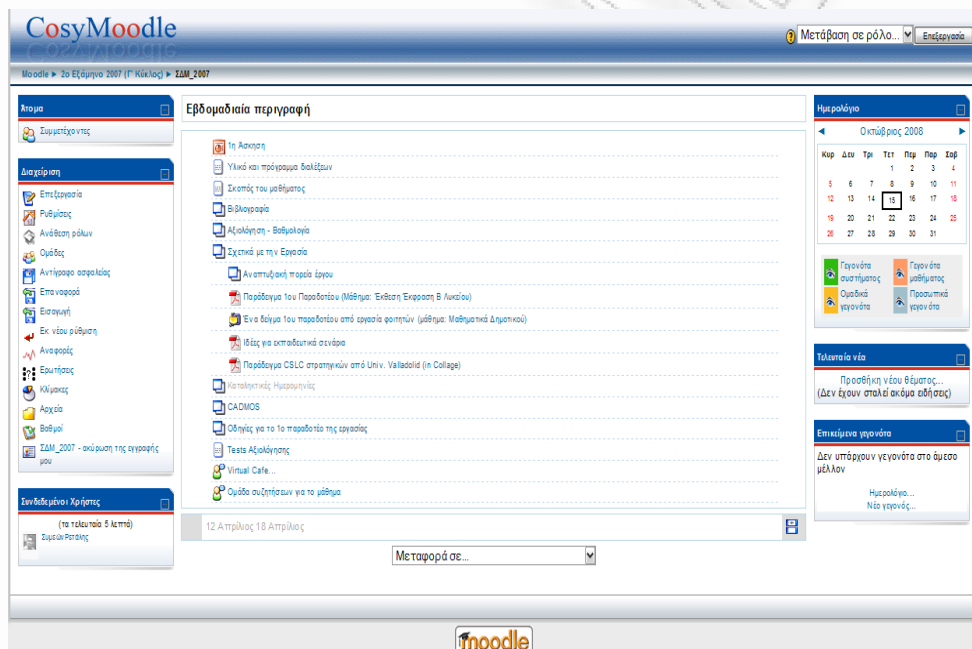 CosyMoodle
Μετάβαση σε ρόλο...
Επεξεργασία
Moodle ► 2ο Εξάμηνο 2007 (Γ' Κύκλος) ► ΣΔΜ_2007
Άτομα
Συμμετέχοντες
Διαχείριση
Επεξεργασία
Ρυθμίσεις
Ανάθεση ρόλων
Ομάδες
Αντίγραφο ασφαλείας
Επαναφορά
Εισαγωγή
Εκ νέου ρύθμιση
Αναφορές
Ερωτήσεις
Κλίμακες
Αρχεία
Βαθμοί
ΣΔΜ_2007 - ακύρωση της εγγραφής
μου
Συνδεδεμένοι Χρήστες
(τα τελευταία 5 λεπτά)
Συμεών Ρετάλης
Εβδομαδιαία περιγραφή
1η Άσκηση
Υλικό και πρόγραμμα διαλέξεων
Σκοπός του μαθήματος
Βιβλιογραφία
Αξιολόγηση - Βαθμολογία
Σχετικά με την Εργασία
Αναπτυξιακή πορεία έργου
Παράδειγμα 1ου Παραδοτέου (Μάθημα: Έκθεση Έκφραση Β Λυκείου)
Ένα δείγμα 1ου παραδοτέου από εργασία φοιτητών (μάθημα: Μαθηματικά Δημοτικού)
Ιδέες για εκπαιδευτικά σενάρια
Παράδειγμα CSLC στρατηγικών από Univ. Valladolid (in Collage)
Καταληκτικές Ημερομηνίες
CADMOS
Οδηγίες για το 1ο παραδοτέο της εργασίας
Tests Αξιολόγησης
Virtual Cafe...
Ομάδα συζητήσεων για το μάθημα
12 Απρίλιος 18 Απρίλιος
Μεταφορά σε...
Ημερολόγιο
◄ Οκτώβριος 2008 ►
Κυρ Δευ Τρι Τετ Πεμ Παρ Σαβ
1 2 3 4
5 6 7 8 9 10 11
12 13 14 15 16 17 18
19 20 21 22 23 24 25
26 27 28 29 30 31
Γεγονότα
συστήματος
Γεγονότα
μαθήματος
Ομαδικά
γεγονότα
Προσωπικά
γεγονότα
Τελευταία νέα
Προσθήκη νέου θέματος...
(Δεν έχουν σταλεί ακόμα ειδήσεις)
Επικείμενα γεγονότα
Δεν υπάρχουν γεγονότα στο άμεσο
μέλλον
Ημερολόγιο...
Νέο γεγονός...
moodle